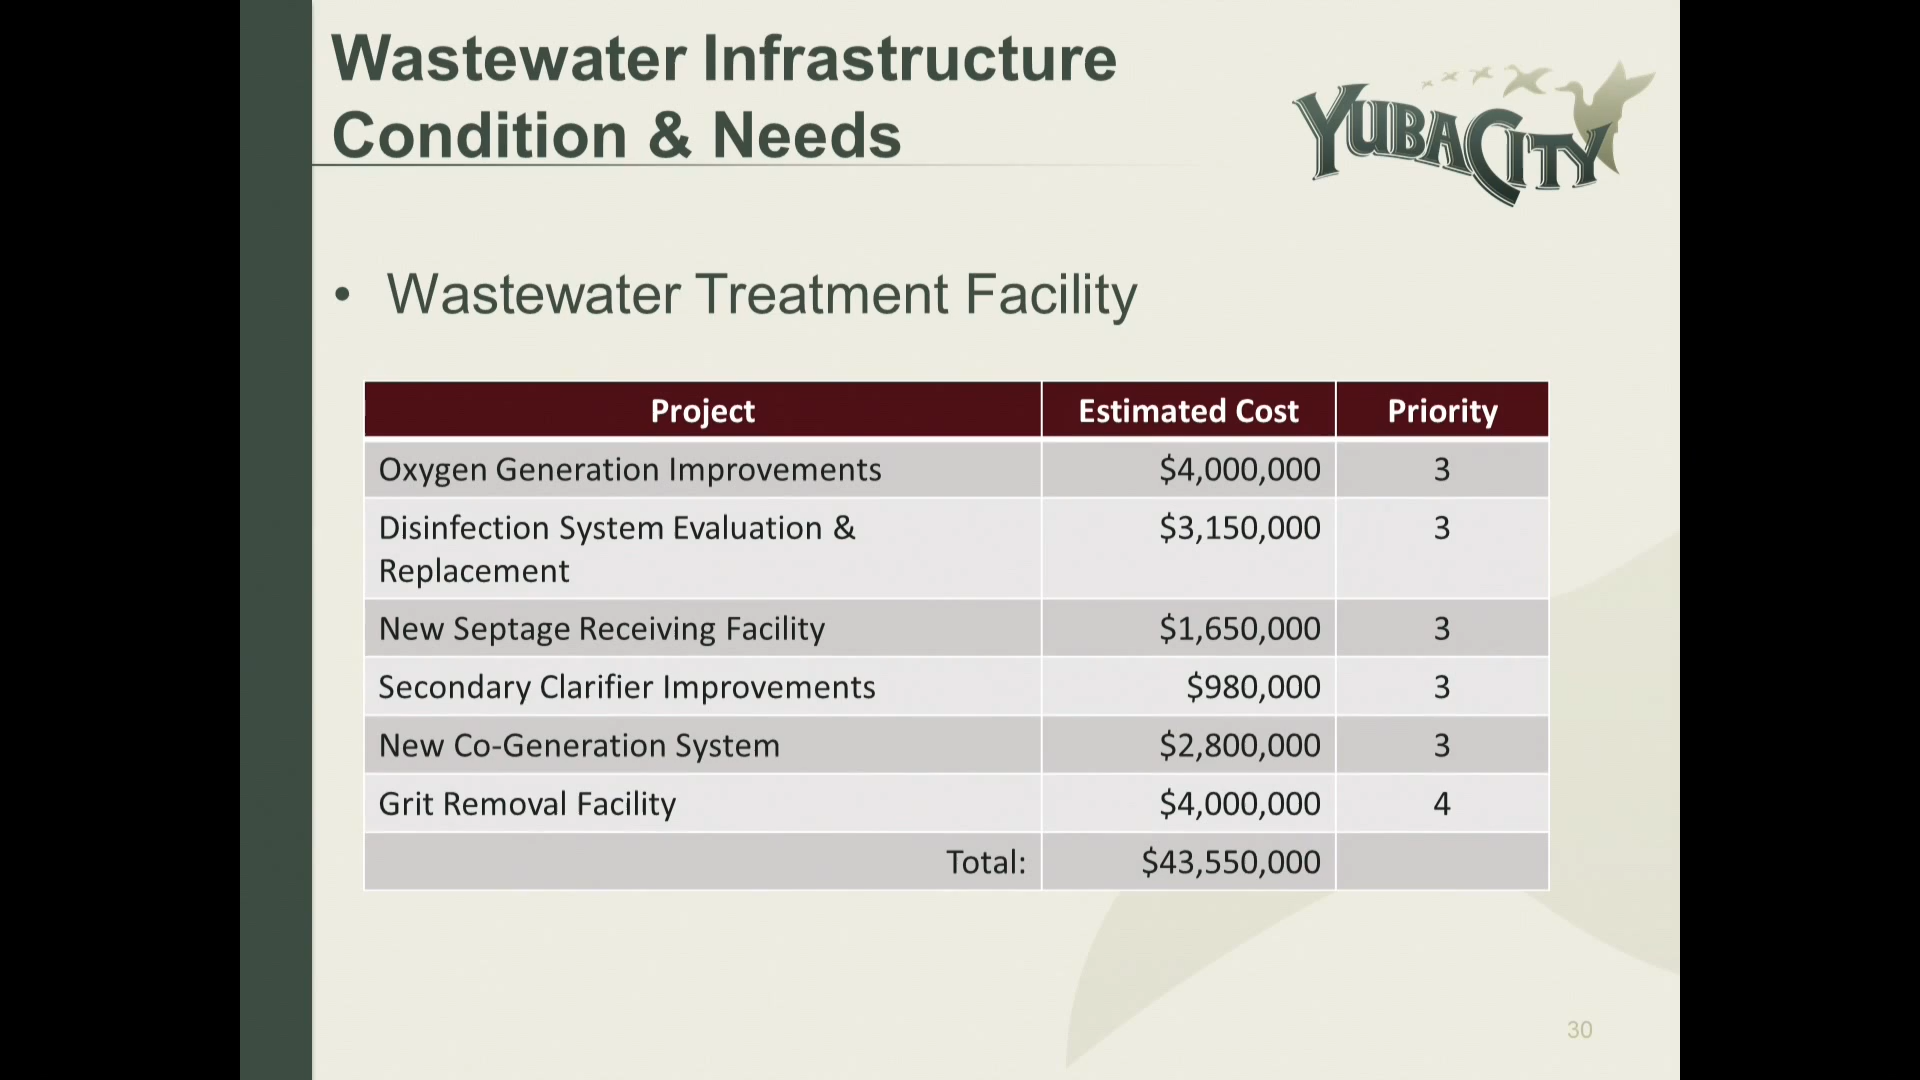 Wastewater Infrastructure
Condition & Needs
YUBA CITY
• Wastewater Treatment Facility
Project Estimated Cost Priority
Oxygen Generation Improvements $4,000,000 3
Disinfection System Evaluation & $3,150,000 3
Replacement
New Septage Receiving Facility $1,650,000 3
Secondary Clarifier Improvements $980,000 3
New Co-Generation System $2,800,000 3
Grit Removal Facility $4,000,000 4
Total: $43,550,000
30